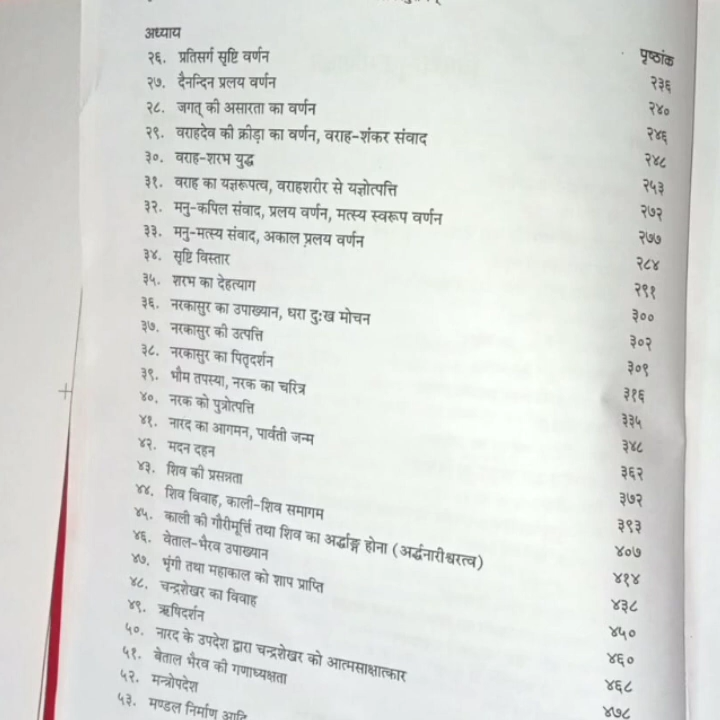 अध्याय पृष्ठांक
२६. प्रतिसर्ग सृष्टि वर्णन २३६
२७. दैनन्दिन प्रलय वर्णन २४०
२८. जगत् की असारता का वर्णन २४६
२९. वराहदेव की क्रीड़ा का वर्णन, वराह-शंकर संवाद २४८
३०. वराह-शरभ युद्ध २५३
३१. वराह का यज्ञरूपत्व, वराहशरीर से यज्ञोत्पत्ति २७२
३२. मनु-कपिल संवाद, प्रलय वर्णन, मत्स्य स्वरूप वर्णन २७७
३३. मनु-मत्स्य संवाद, अकाल प्रलय वर्णन २८४
३४. सृष्टि विस्तार २९१
३५. शरभ का देहत्याग ३००
३६. नरकासुर का उपाख्यान, धरा दुःख मोचन ३०२
३७. नरकासुर की उत्पत्ति ३०९
३८. नरकासुर का पितृदर्शन ३१६
३९. भौम तपस्या, नरक का चरित्र ३३५
४०. नरक को पुत्रोत्पत्ति ३४८
४१. नारद का आगमन, पार्वती जन्म ३६२
४२. मदन दहन ३७२
४३. शिव की प्रसन्नता ३९३
४४. शिव विवाह, काली-शिव समागम ४०७
४५. काली की गौरीमूर्त्ति तथा शिव का अर्द्धाङ्ग होना (अर्द्धनारीश्वरत्व) ४१४
४६. वेताल-भैरव उपाख्यान ४३८
४७. भृंगी तथा महाकाल को शाप प्राप्ति ४५०
४८. चन्द्रशेखर का विवाह ४६०
४९. ऋषिदर्शन ४६८
५०. नारद के उपदेश द्वारा चन्द्रशेखर को आत्मसाक्षात्कार ४७८
५१. बेताल भैरव की गणाध्यक्षता
५२. मन्त्रोपदेश
५३. मण्डल निर्माण आदि